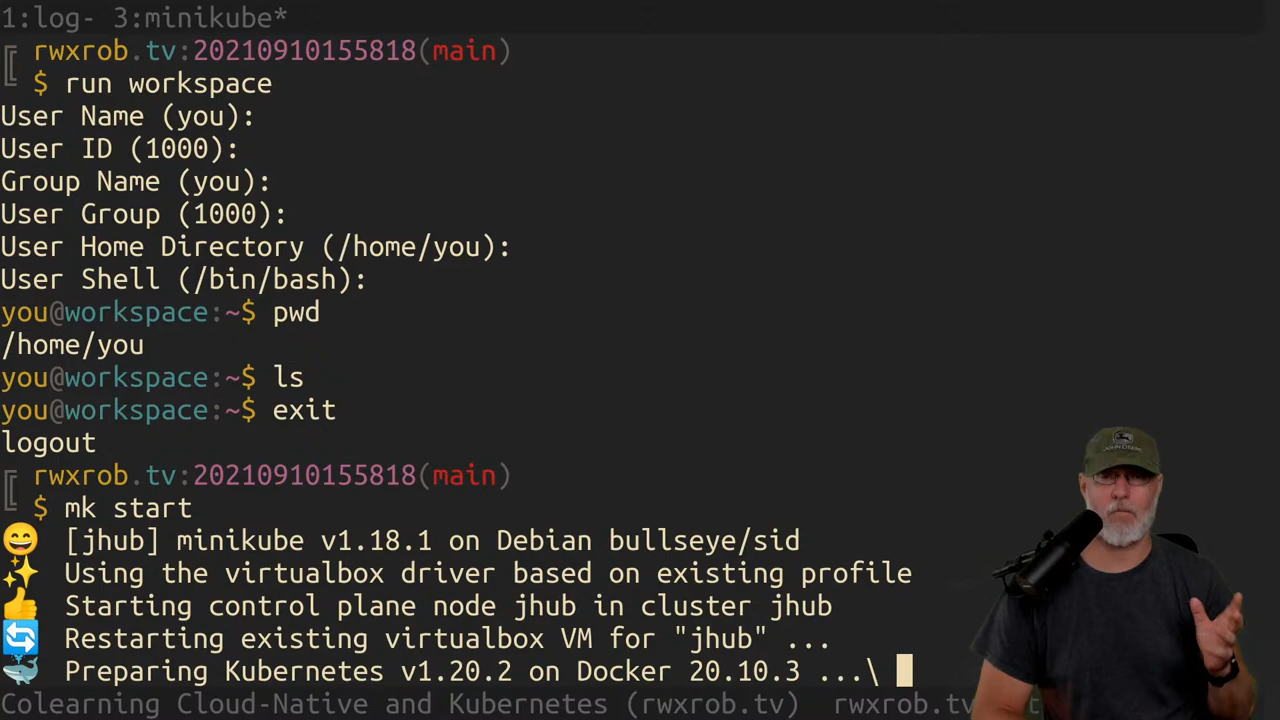 1:log- 3:minikube*
rwxrob.tv:20210910155818(main)
$ run workspace
User Name (you):
User ID (1000):
Group Name (you):
User Group (1000):
User Home Directory (/home/you):
User Shell (/bin/bash):
you@workspace:~$ pwd
/home/you
you@workspace:~$ ls
you@workspace:~$ exit
logout
rwxrob.tv:20210910155818(main)
$ mk start
[jhub] minikube v1.18.1 on Debian bullseye/sid
Using the virtualbox driver based on existing profile
Starting control plane node jhub in cluster jhub
Restarting existing virtualbox VM for "jhub" ...
Preparing Kubernetes v1.20.2 on Docker 20.10.3 ...\
Colearning Cloud-Native and Kubernetes (rwxrob.tv) rwxrob.tv